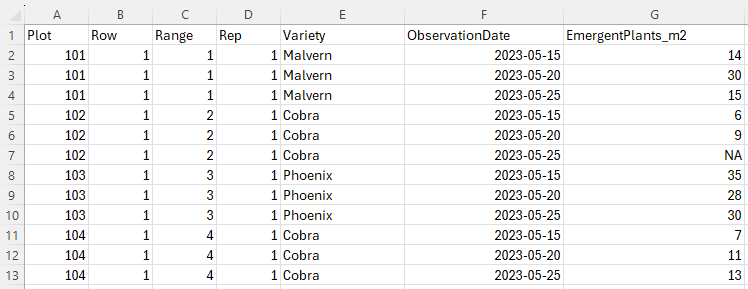 A B C D E F G
1 Plot Row Range Rep Variety ObservationDate EmergentPlants_m2
2 101 1 1 1 Malvern 2023-05-15 14
3 101 1 1 1 Malvern 2023-05-20 30
4 101 1 1 1 Malvern 2023-05-25 15
5 102 1 2 1 Cobra 2023-05-15 6
6 102 1 2 1 Cobra 2023-05-20 9
7 102 1 2 1 Cobra 2023-05-25 NA
8 103 1 3 1 Phoenix 2023-05-15 35
9 103 1 3 1 Phoenix 2023-05-20 28
10 103 1 3 1 Phoenix 2023-05-25 30
11 104 1 4 1 Cobra 2023-05-15 7
12 104 1 4 1 Cobra 2023-05-20 11
13 104 1 4 1 Cobra 2023-05-25 13